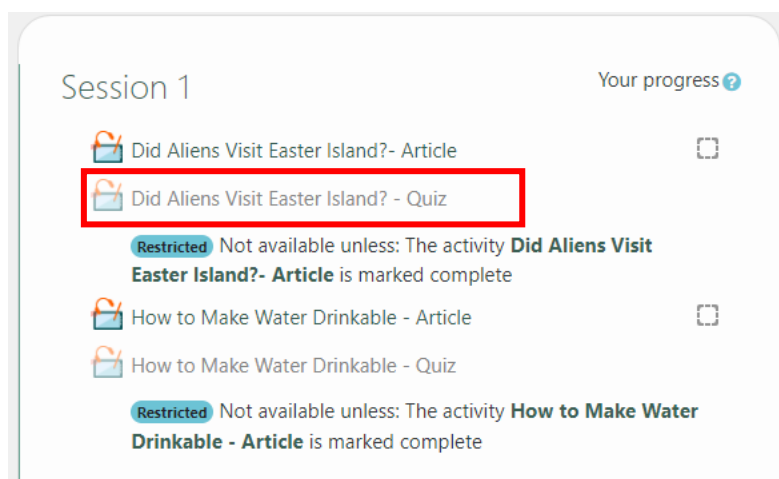 Session 1
Your progress ?
Did Aliens Visit Easter Island?- Article
Did Aliens Visit Easter Island? - Quiz
Restricted Not available unless: The activity Did Aliens Visit
Easter Island?- Article is marked complete
How to Make Water Drinkable - Article
How to Make Water Drinkable - Quiz
Restricted Not available unless: The activity How to Make Water
Drinkable - Article is marked complete